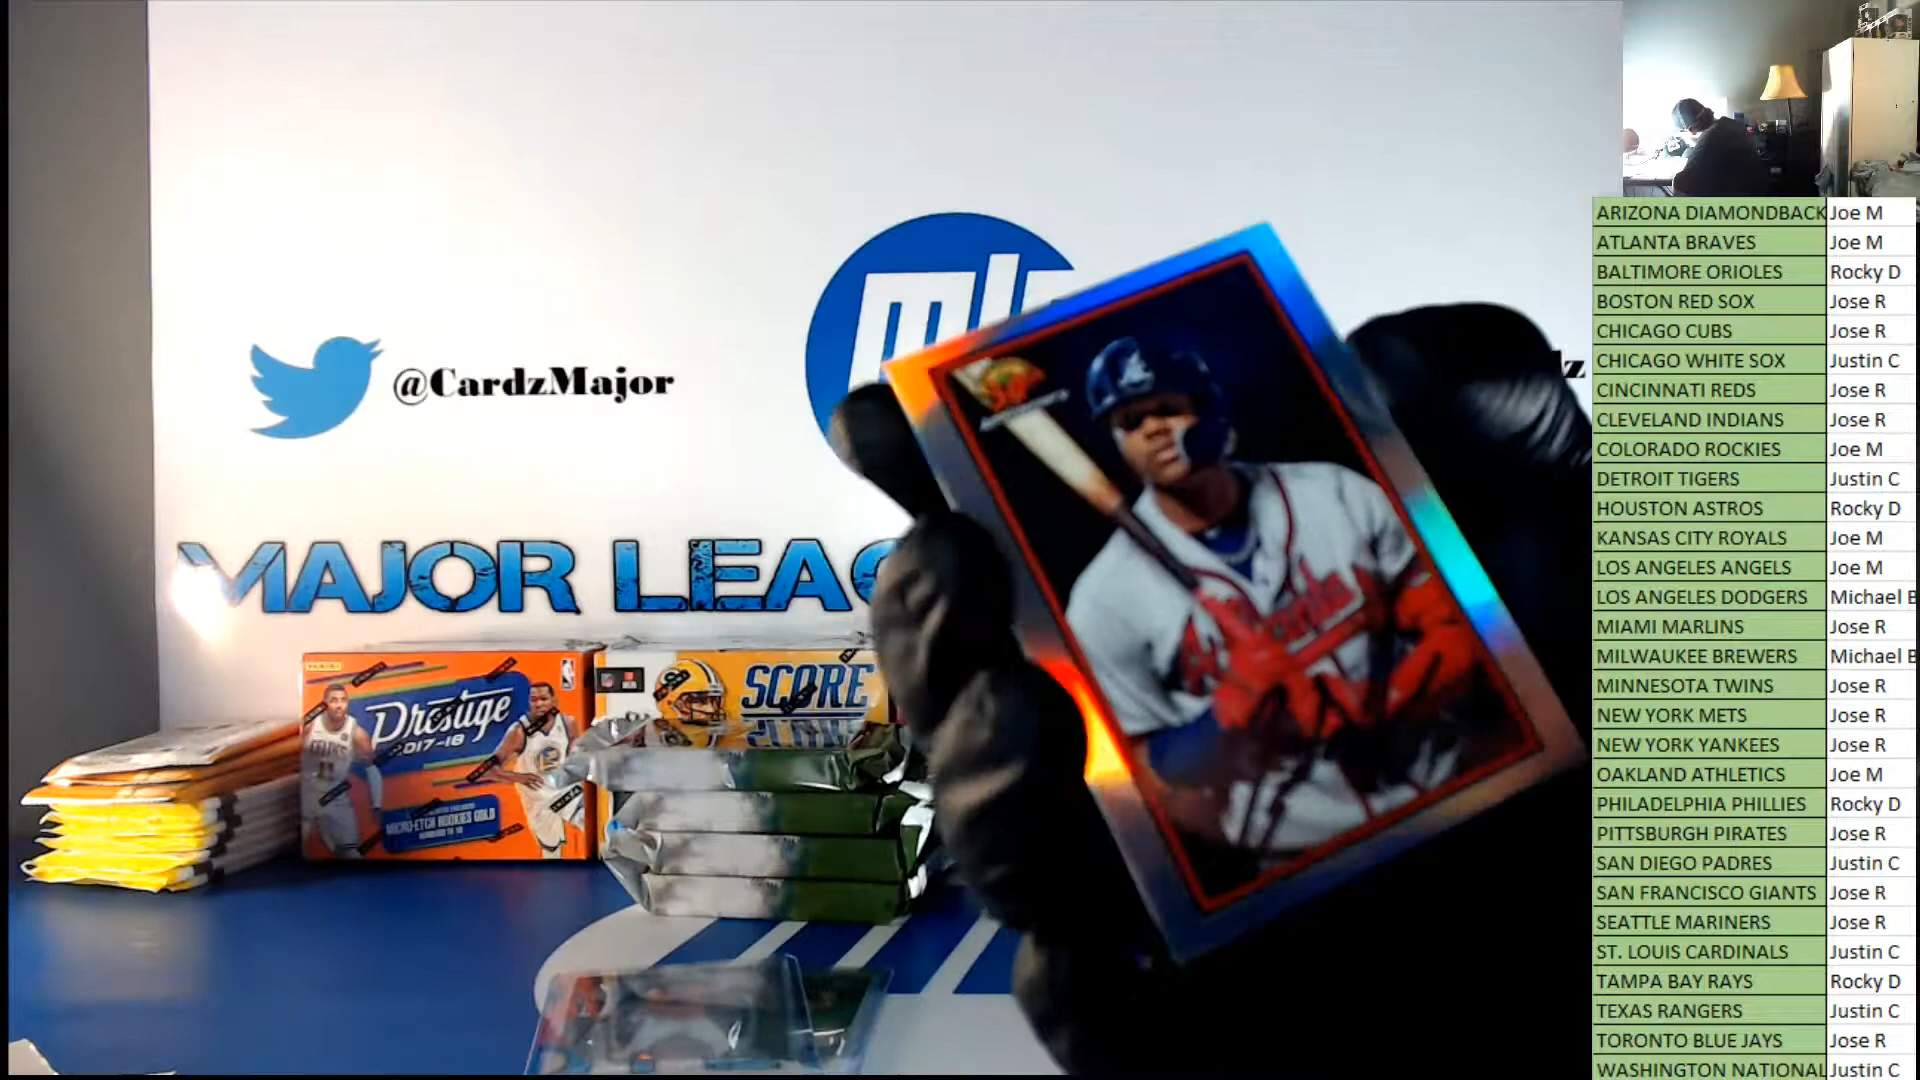 @CardzMajor
z
MAJOR LEAG
PANINI
Prestige
2017-18
MICRO-ETCH ROOKIES GOLD
SCORE
ARIZONA DIAMONDBACK Joe M
ATLANTA BRAVES Joe M
BALTIMORE ORIOLES Rocky D
BOSTON RED SOX Jose R
CHICAGO CUBS Jose R
CHICAGO WHITE SOX Justin C
CINCINNATI REDS Jose R
CLEVELAND INDIANS Jose R
COLORADO ROCKIES Joe M
DETROIT TIGERS Justin C
HOUSTON ASTROS Rocky D
KANSAS CITY ROYALS Joe M
LOS ANGELES ANGELS Joe M
LOS ANGELES DODGERS Michael B
MIAMI MARLINS Jose R
MILWAUKEE BREWERS Michael B
MINNESOTA TWINS Jose R
NEW YORK METS Jose R
NEW YORK YANKEES Jose R
OAKLAND ATHLETICS Joe M
PHILADELPHIA PHILLIES Rocky D
PITTSBURGH PIRATES Jose R
SAN DIEGO PADRES Justin C
SAN FRANCISCO GIANTS Jose R
SEATTLE MARINERS Jose R
ST. LOUIS CARDINALS Justin C
TAMPA BAY RAYS Rocky D
TEXAS RANGERS Justin C
TORONTO BLUE JAYS Jose R
WASHINGTON NATIONAL Justin C